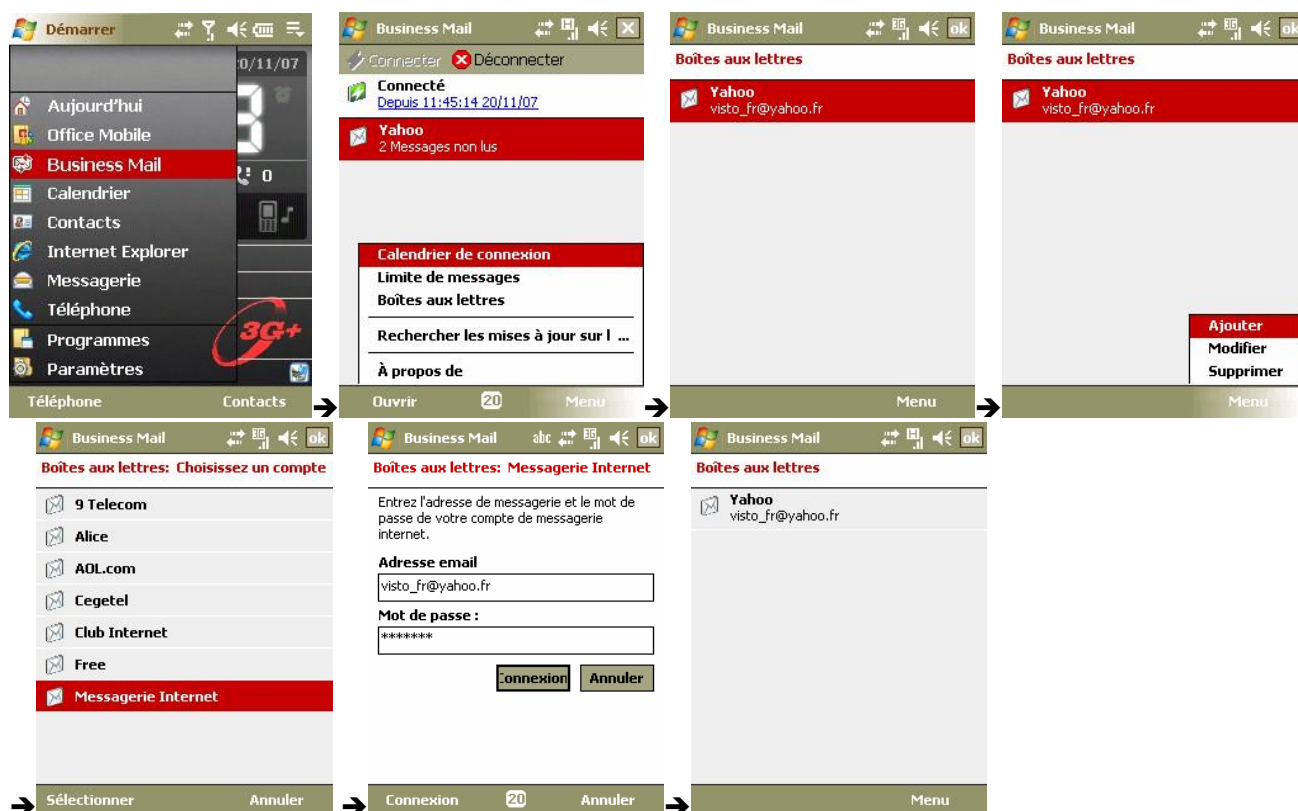 Démarrer
20/11/07
Aujourd'hui
Office Mobile
Business Mail
0
Calendrier
Contacts
Internet Explorer
Messagerie
Téléphone
Programmes
3G+
Paramètres
Téléphone Contacts
➔
Business Mail
Connecter Déconnecter
Connecté
Depuis 11:45:14 20/11/07
Yahoo
2 Messages non lus
Calendrier de connexion
Limite de messages
Boîtes aux lettres
Rechercher les mises à jour sur l ...
À propos de
Ouvrir 20 Menu
➔
Business Mail 3G ok
Boîtes aux lettres
Yahoo
visto_fr@yahoo.fr
Menu
➔
Business Mail 3G ok
Boîtes aux lettres
Yahoo
visto_fr@yahoo.fr
Ajouter
Modifier
Supprimer
Menu
➔
Business Mail 3G ok
Boîtes aux lettres: Choisissez un compte
9 Telecom
Alice
AOL.com
Cegetel
Club Internet
Free
Messagerie Internet
Sélectionner Annuler
➔
Business Mail abc 3G ok
Boîtes aux lettres: Messagerie Internet
Entrez l'adresse de messagerie et le mot de
passe de votre compte de messagerie
internet.
Adresse email
visto_fr@yahoo.fr
Mot de passe :
*******
Connexion Annuler
Connexion 20 Annuler
➔
Business Mail H ok
Boîtes aux lettres
Yahoo
visto_fr@yahoo.fr
Menu